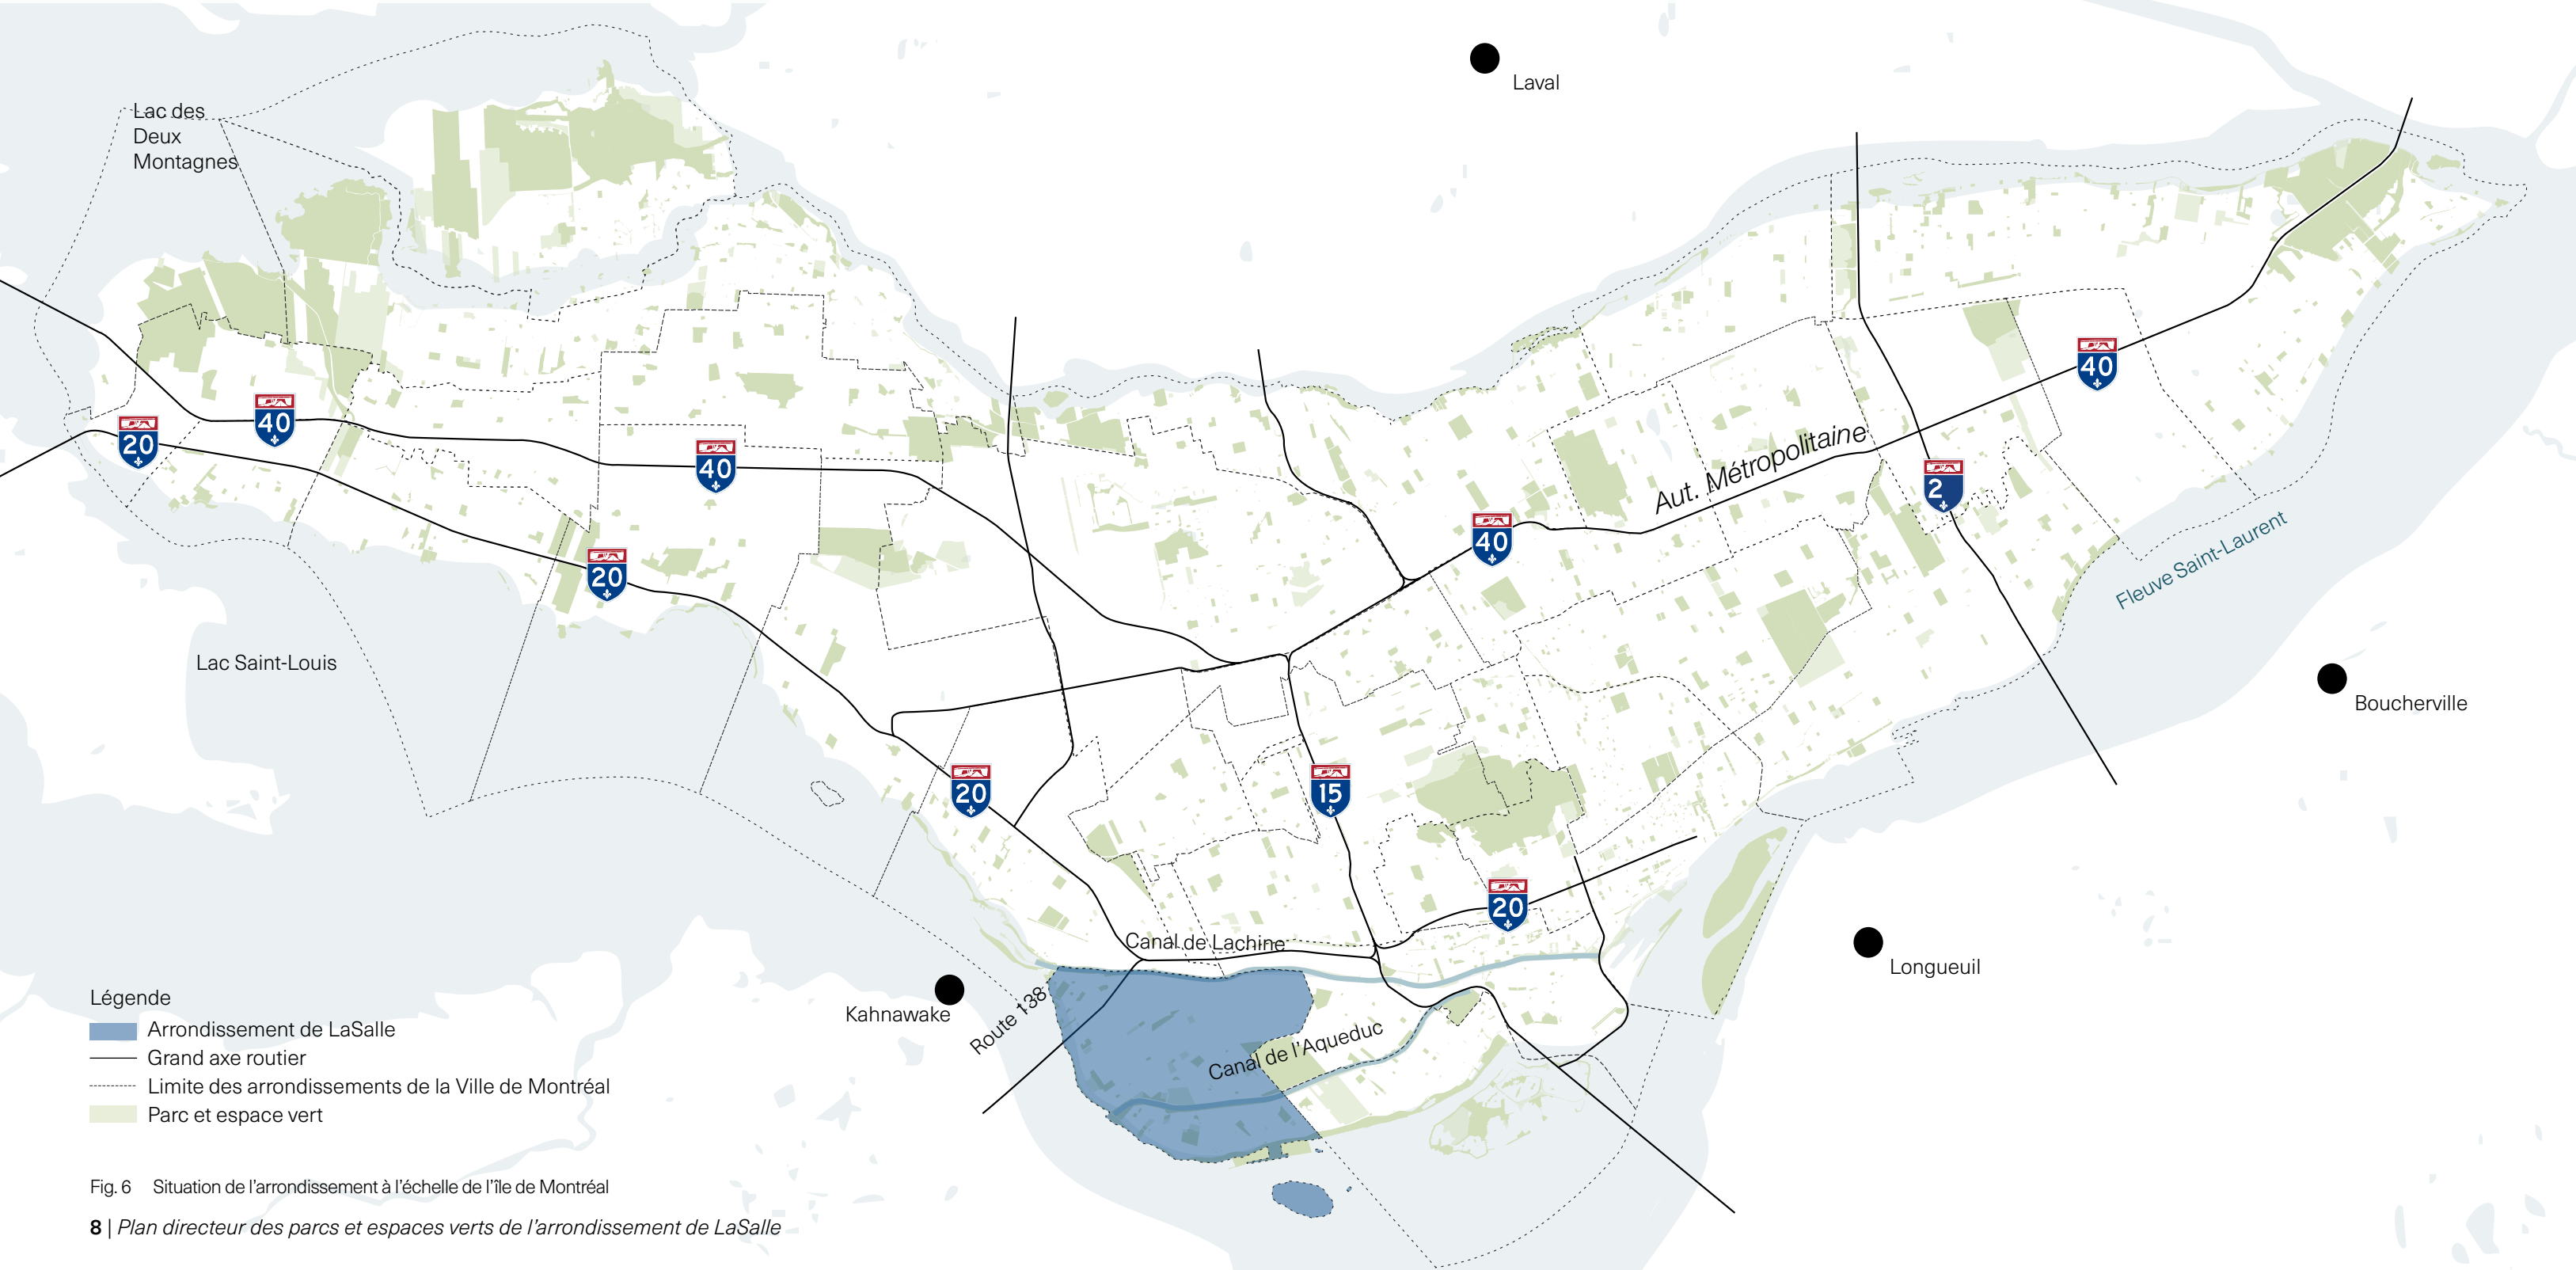 Laval
Lac des
Deux
Montagnes
40
40
20
40
Aut. Métropolitaine
2
40
20
Fleuve Saint-Laurent
Lac Saint-Louis
Boucherville
20
15
20
Canal de Lachine
Longueuil
Kahnawake
Route 138
Canal de l'Aqueduc
Légende
Arrondissement de LaSalle
Grand axe routier
Limite des arrondissements de la Ville de Montréal
Parc et espace vert
Fig. 6 Situation de l'arrondissement à l'échelle de l'île de Montréal
8 | Plan directeur des parcs et espaces verts de l'arrondissement de LaSalle